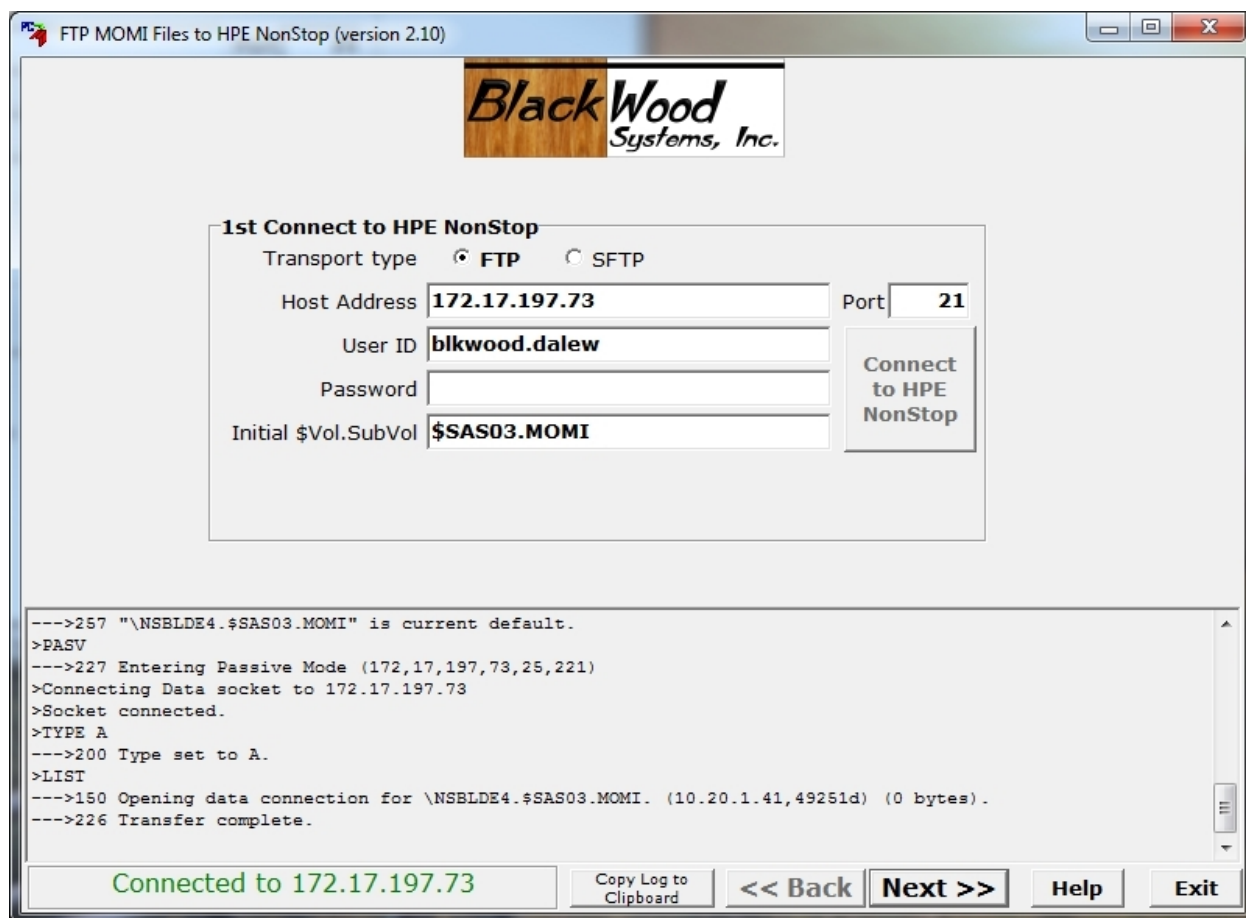 FTP MOMI Files to HPE NonStop (version 2.10)
BlackWood
Systems, Inc.
1st Connect to HPE NonStop
Transport type FTP SFTP
Host Address 172.17.197.73 Port 21
User ID blkwood.dalew
Password
Initial $Vol.SubVol $SAS03.MOMI
Connect
to HPE
NonStop
--->257 "\NSBLDE4.$SAS03.MOMI" is current default.
>PASV
--->227 Entering Passive Mode (172,17,197,73,25,221)
>Connecting Data socket to 172.17.197.73
>Socket connected.
>TYPE A
--->200 Type set to A.
>LIST
--->150 Opening data connection for \NSBLDE4.$SAS03.MOMI. (10.20.1.41,49251d) (0 bytes).
--->226 Transfer complete.
Connected to 172.17.197.73
Copy Log to
Clipboard
<< Back
Next >>
Help
Exit